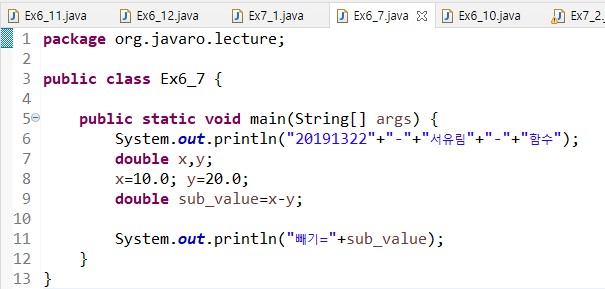 Ex6_11.java Ex6_12.java Ex7_1.java Ex6_7.java Ex6_10.java Ex7_2.
1 package org.javaro.lecture;
2
3 public class Ex6_7 {
4
5 public static void main(String[] args) {
6 System.out.println("20191322"+"-"+"서유림"+"-"+"함수");
7 double x,y;
8 x=10.0; y=20.0;
9 double sub_value=x-y;
10
11 System.out.println("빼기="+sub_value);
12 }
13 }